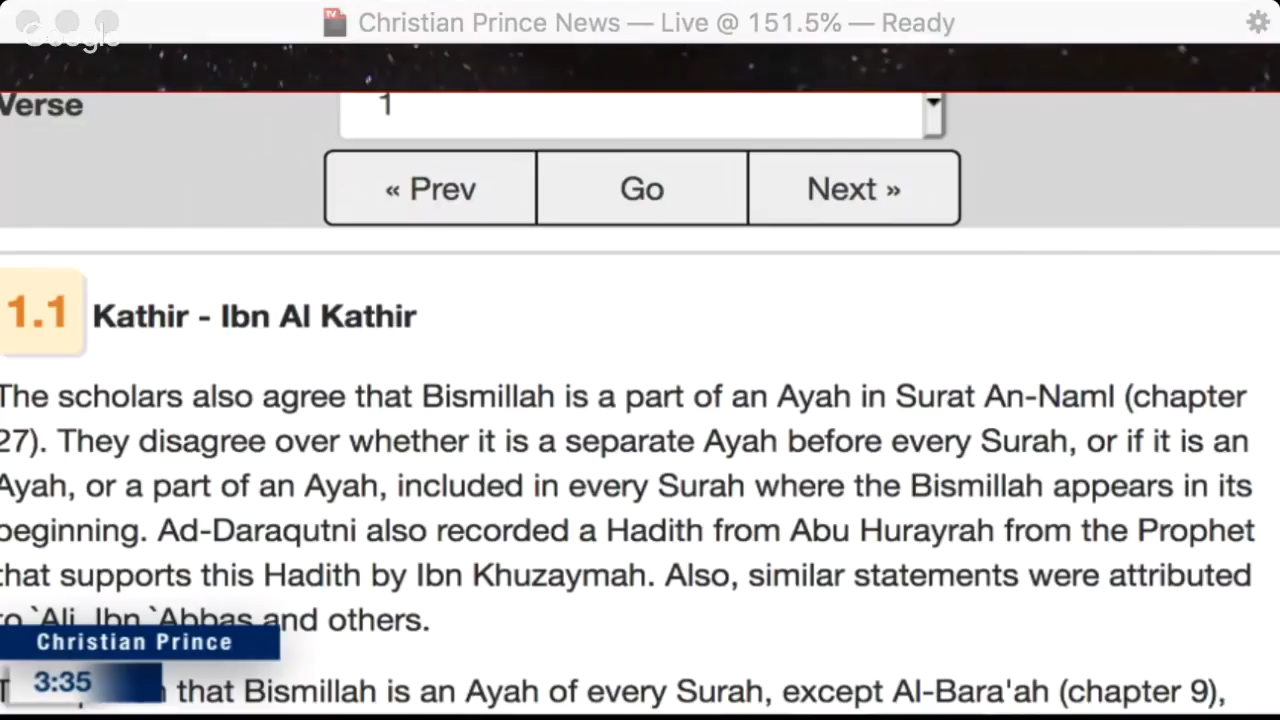 Christian Prince News — Live @ 151.5% — Ready
Google
Verse
1
« Prev
Go
Next »
1.1 Kathir - Ibn Al Kathir
The scholars also agree that Bismillah is a part of an Ayah in Surat An-Naml (chapter
27). They disagree over whether it is a separate Ayah before every Surah, or if it is an
Ayah, or a part of an Ayah, included in every Surah where the Bismillah appears in its
beginning. Ad-Daraqutni also recorded a Hadith from Abu Hurayrah from the Prophet
that supports this Hadith by Ibn Khuzaymah. Also, similar statements were attributed
to `Ali, Ibn `Abbas and others.
Christian Prince
3:35
that Bismillah is an Ayah of every Surah, except Al-Bara'ah (chapter 9),